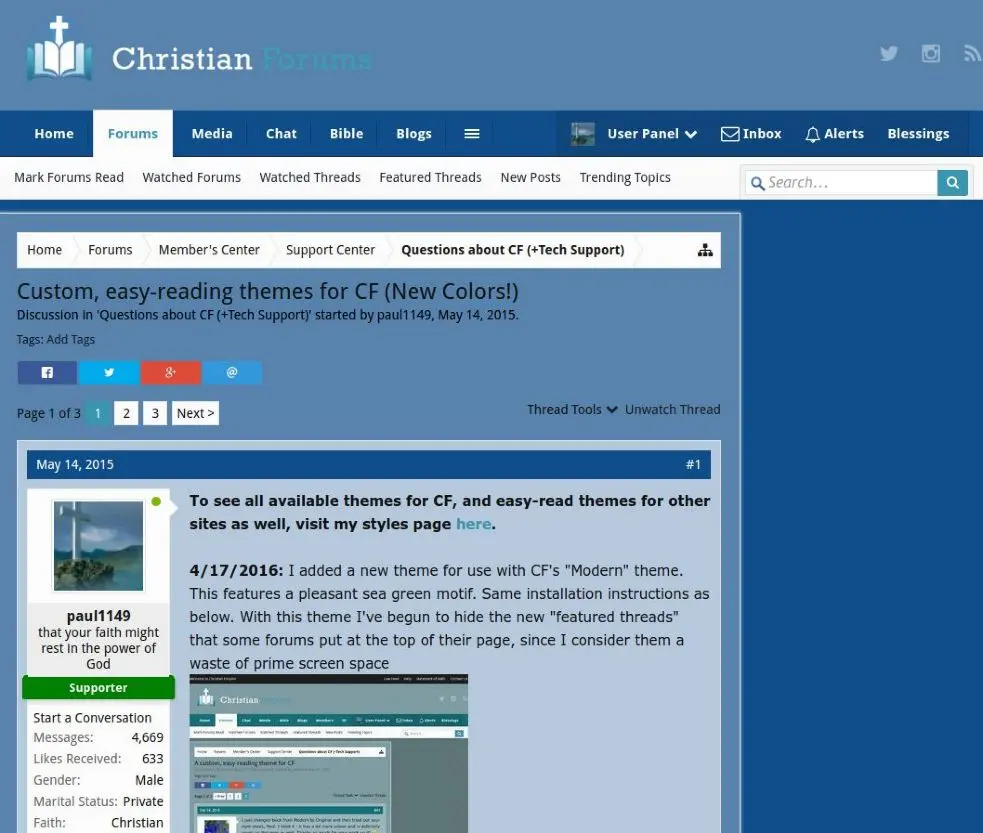 Christian Forums
Home Forums Media Chat Bible Blogs User Panel Inbox Alerts Blessings
Mark Forums Read Watched Forums Watched Threads Featured Threads New Posts Trending Topics Search...
Home Forums Member's Center Support Center Questions about CF (+Tech Support)
Custom, easy-reading themes for CF (New Colors!)
Discussion in 'Questions about CF (+Tech Support)' started by paul1149, May 14, 2015.
Tags: Add Tags
Page 1 of 3 1 2 3 Next > Thread Tools Unwatch Thread
May 14, 2015 #1
To see all available themes for CF, and easy-read themes for other
sites as well, visit my styles page here.
4/17/2016: I added a new theme for use with CF's "Modern" theme.
This features a pleasant sea green motif. Same installation instructions as
below. With this theme I've begun to hide the new "featured threads"
that some forums put at the top of their page, since I consider them a
waste of prime screen space
paul1149
that your faith might
rest in the power of
God
Supporter
Start a Conversation
Messages: 4,669
Likes Received: 633
Gender: Male
Marital Status: Private
Faith: Christian
Christian
Home Forums Media Chat Bible Blogs
A custom, easy reading theme for CF